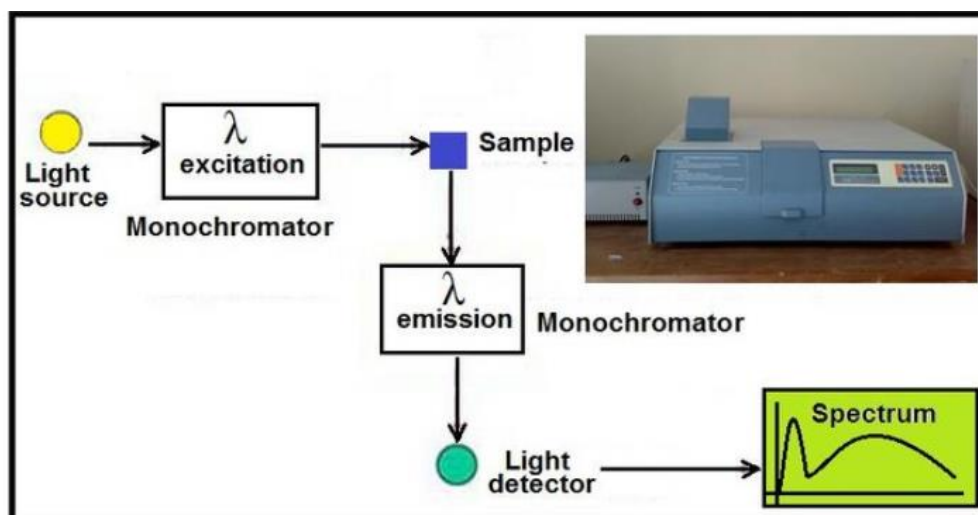 λ
excitation
Light
source
Monochromator
Sample
λ
emission
Monochromator
Light
detector
Spectrum